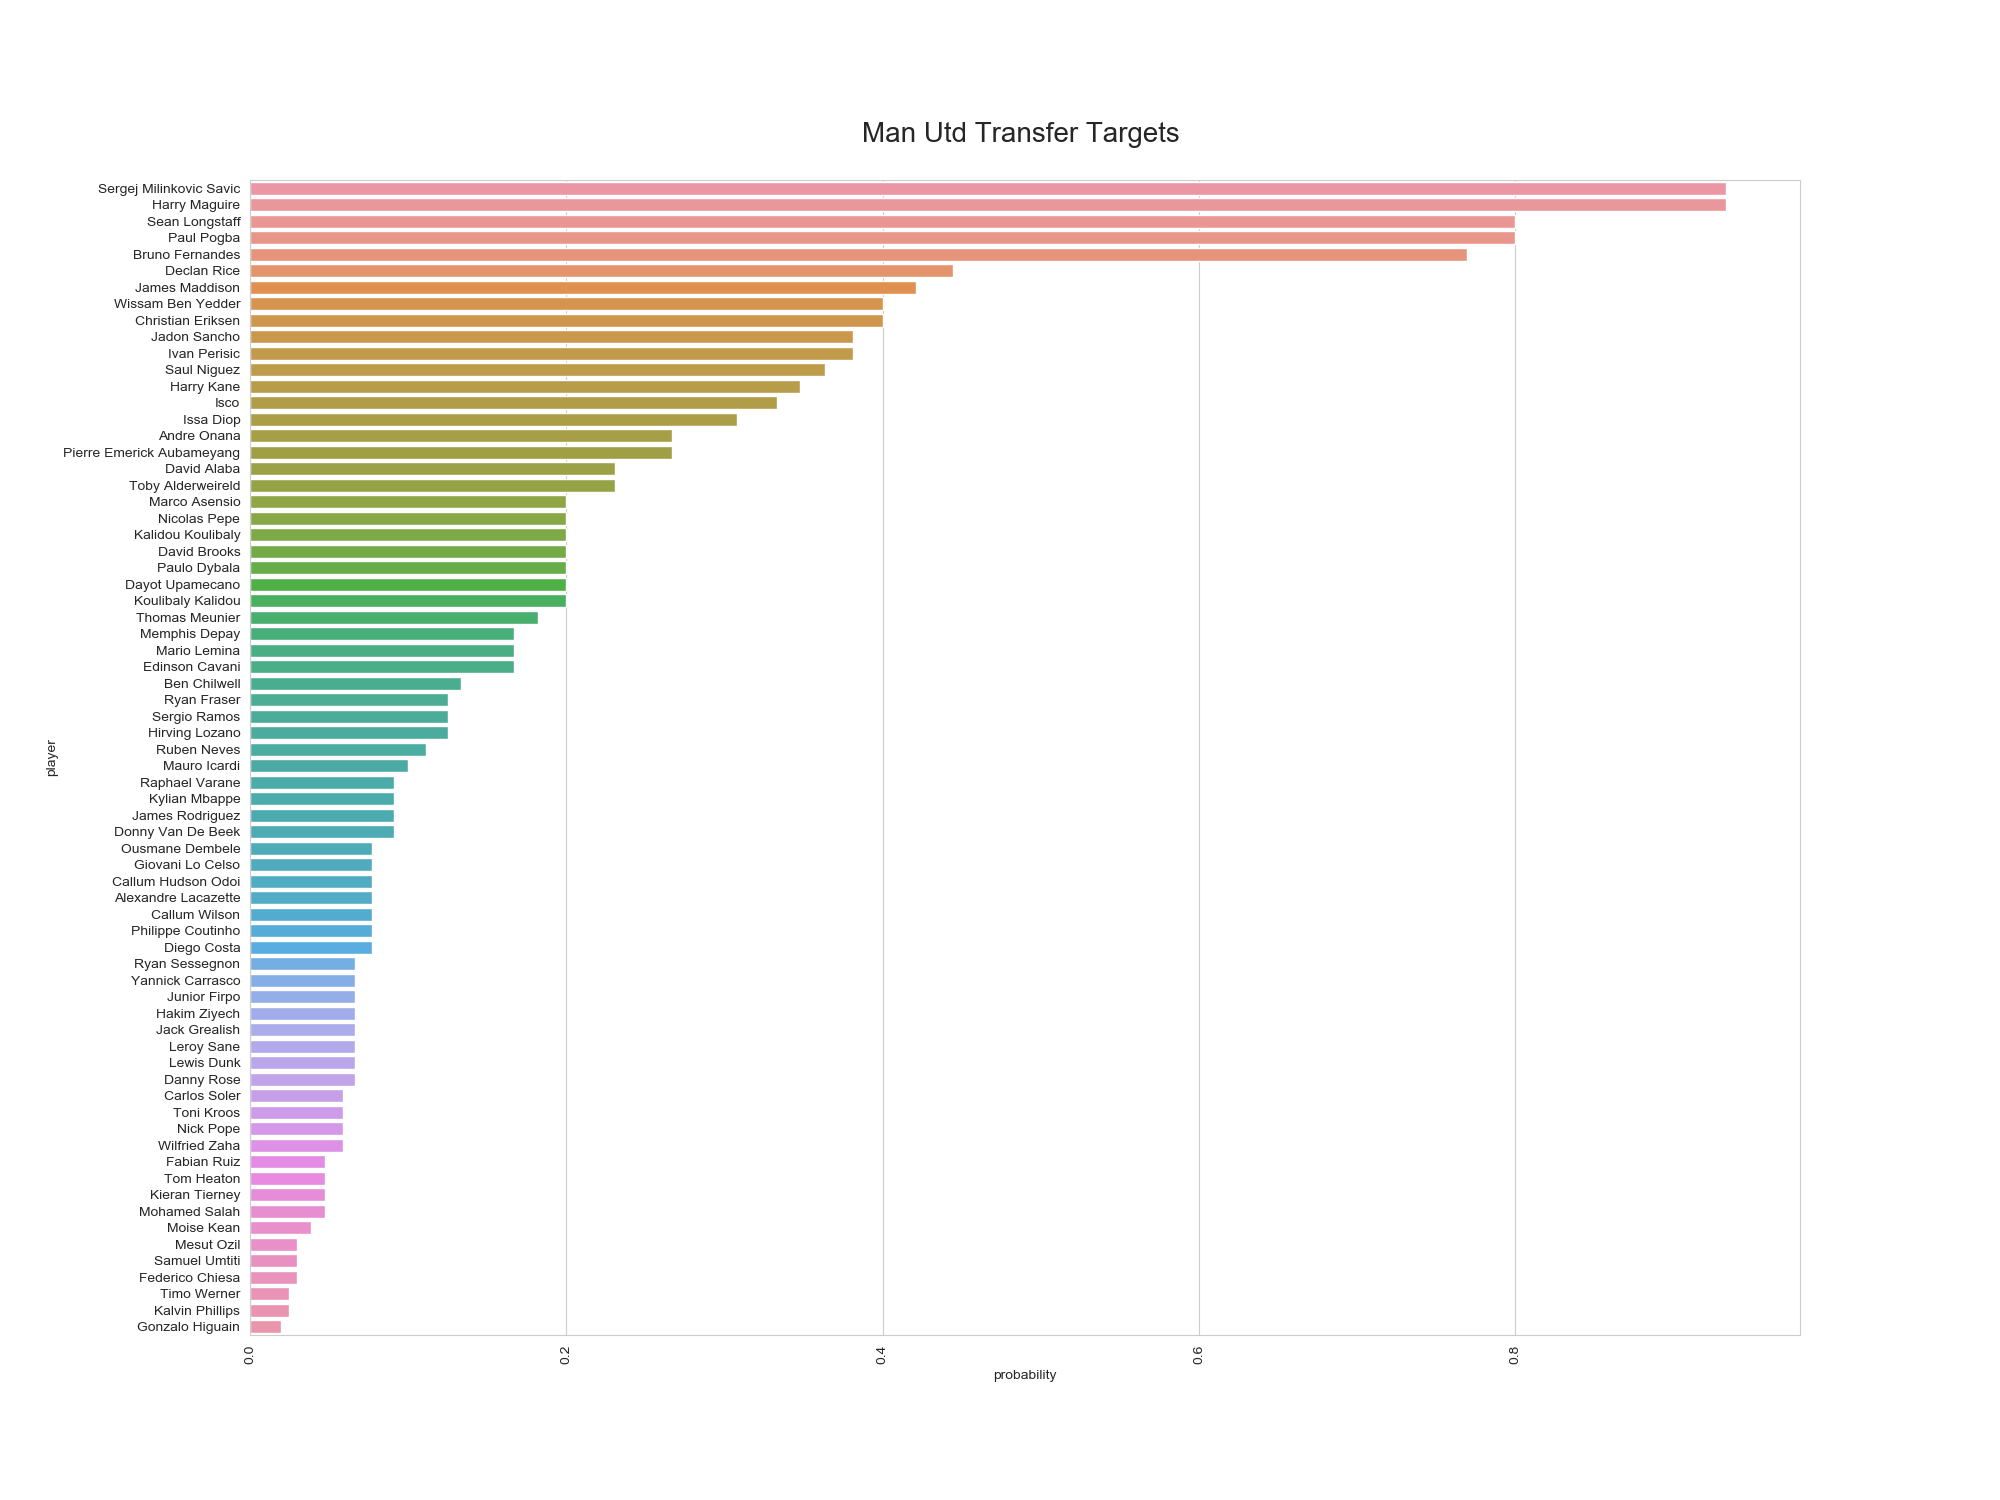 Man Utd Transfer Targets
Sergej Milinkovic Savic
Harry Maguire
Sean Longstaff
Paul Pogba
Bruno Fernandes
Declan Rice
James Maddison
Wissam Ben Yedder
Christian Eriksen
Jadon Sancho
Ivan Perisic
Saul Niguez
Harry Kane
Isco
Issa Diop
Andre Onana
Pierre Emerick Aubameyang
David Alaba
Toby Alderweireld
Marco Asensio
Nicolas Pepe
Kalidou Koulibaly
David Brooks
Paulo Dybala
Dayot Upamecano
Koulibaly Kalidou
Thomas Meunier
Memphis Depay
Mario Lemina
Edinson Cavani
Ben Chilwell
Ryan Fraser
Sergio Ramos
Hirving Lozano
Ruben Neves
Mauro Icardi
Raphael Varane
Kylian Mbappe
James Rodriguez
Donny Van De Beek
Ousmane Dembele
Giovani Lo Celso
Callum Hudson Odoi
Alexandre Lacazette
Callum Wilson
Philippe Coutinho
Diego Costa
Ryan Sessegnon
Yannick Carrasco
Junior Firpo
Hakim Ziyech
Jack Grealish
Leroy Sane
Lewis Dunk
Danny Rose
Carlos Soler
Toni Kroos
Nick Pope
Wilfried Zaha
Fabian Ruiz
Tom Heaton
Kieran Tierney
Mohamed Salah
Moise Kean
Mesut Ozil
Samuel Umtiti
Federico Chiesa
Timo Werner
Kalvin Phillips
Gonzalo Higuain
player
0.0 0.2 0.4 0.6 0.8
probability